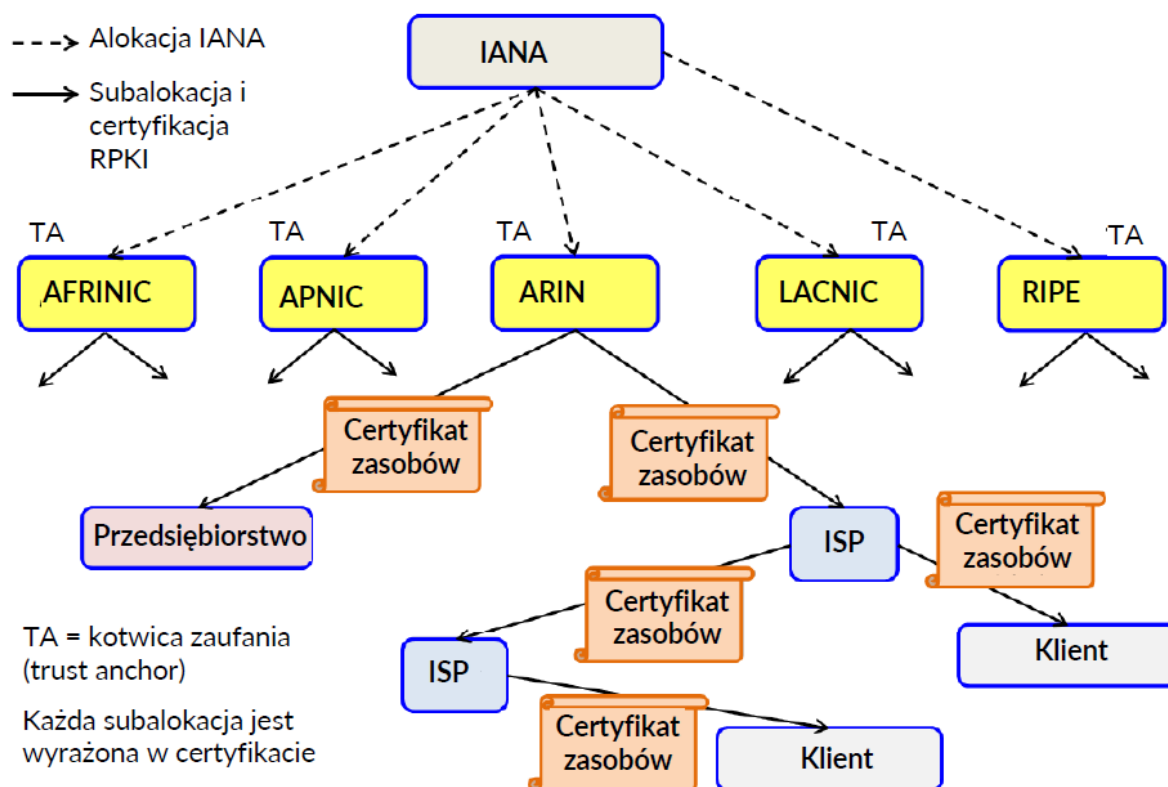 Alokacja IANA
Subalokacja i
certyfikacja
RPKI
IANA
TA
TA
TA
TA
TA
AFRINIC
APNIC
ARIN
LACNIC
RIPE
Certyfikat
zasobów
Certyfikat
zasobów
Przedsiębiorstwo
ISP
Certyfikat
zasobów
Certyfikat
zasobów
Klient
ISP
Certyfikat
zasobów
Klient
TA = kotwica zaufania
(trust anchor)
Każda subalokacja jest
wyrażona w certyfikacie